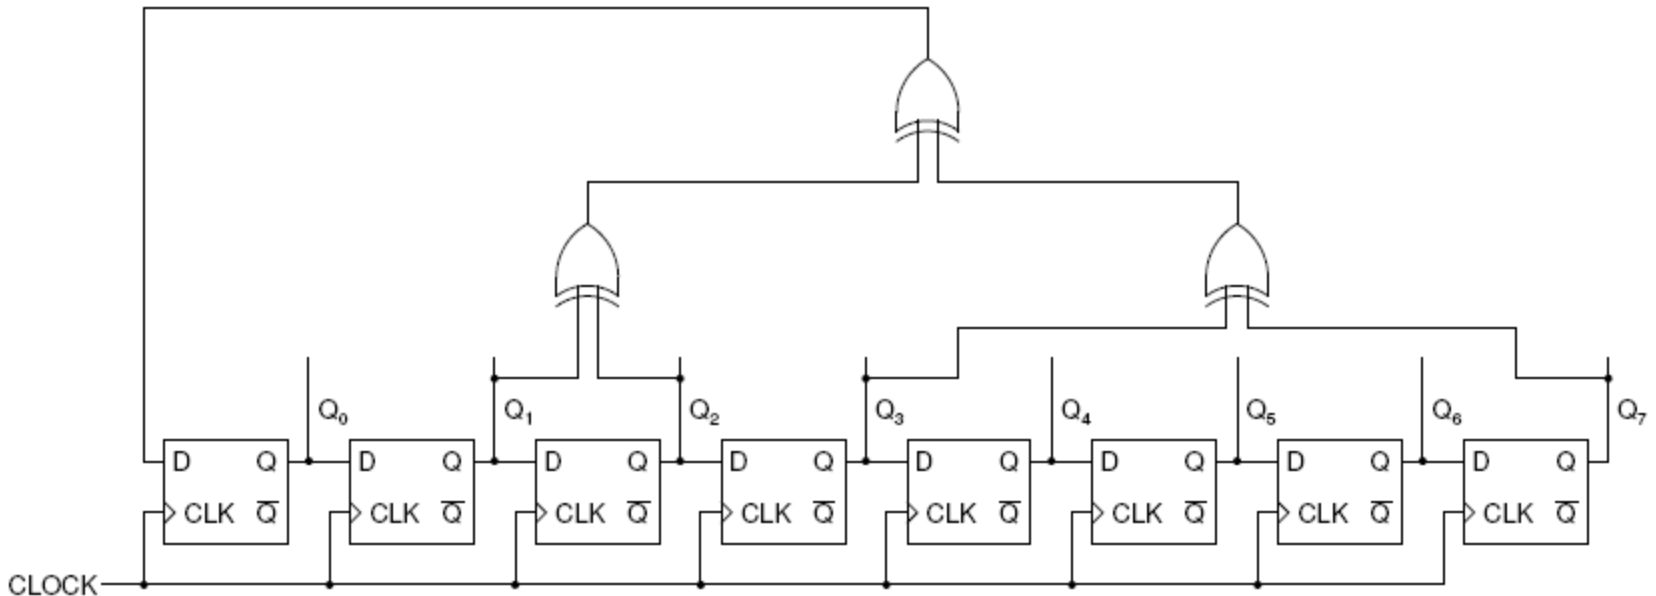 Q0 Q1 Q2 Q3 Q4 Q5 Q6 Q7
D Q D Q D Q D Q D Q D Q D Q D Q
CLK Q̅ CLK Q̅ CLK Q̅ CLK Q̅ CLK Q̅ CLK Q̅ CLK Q̅ CLK Q̅
CLOCK